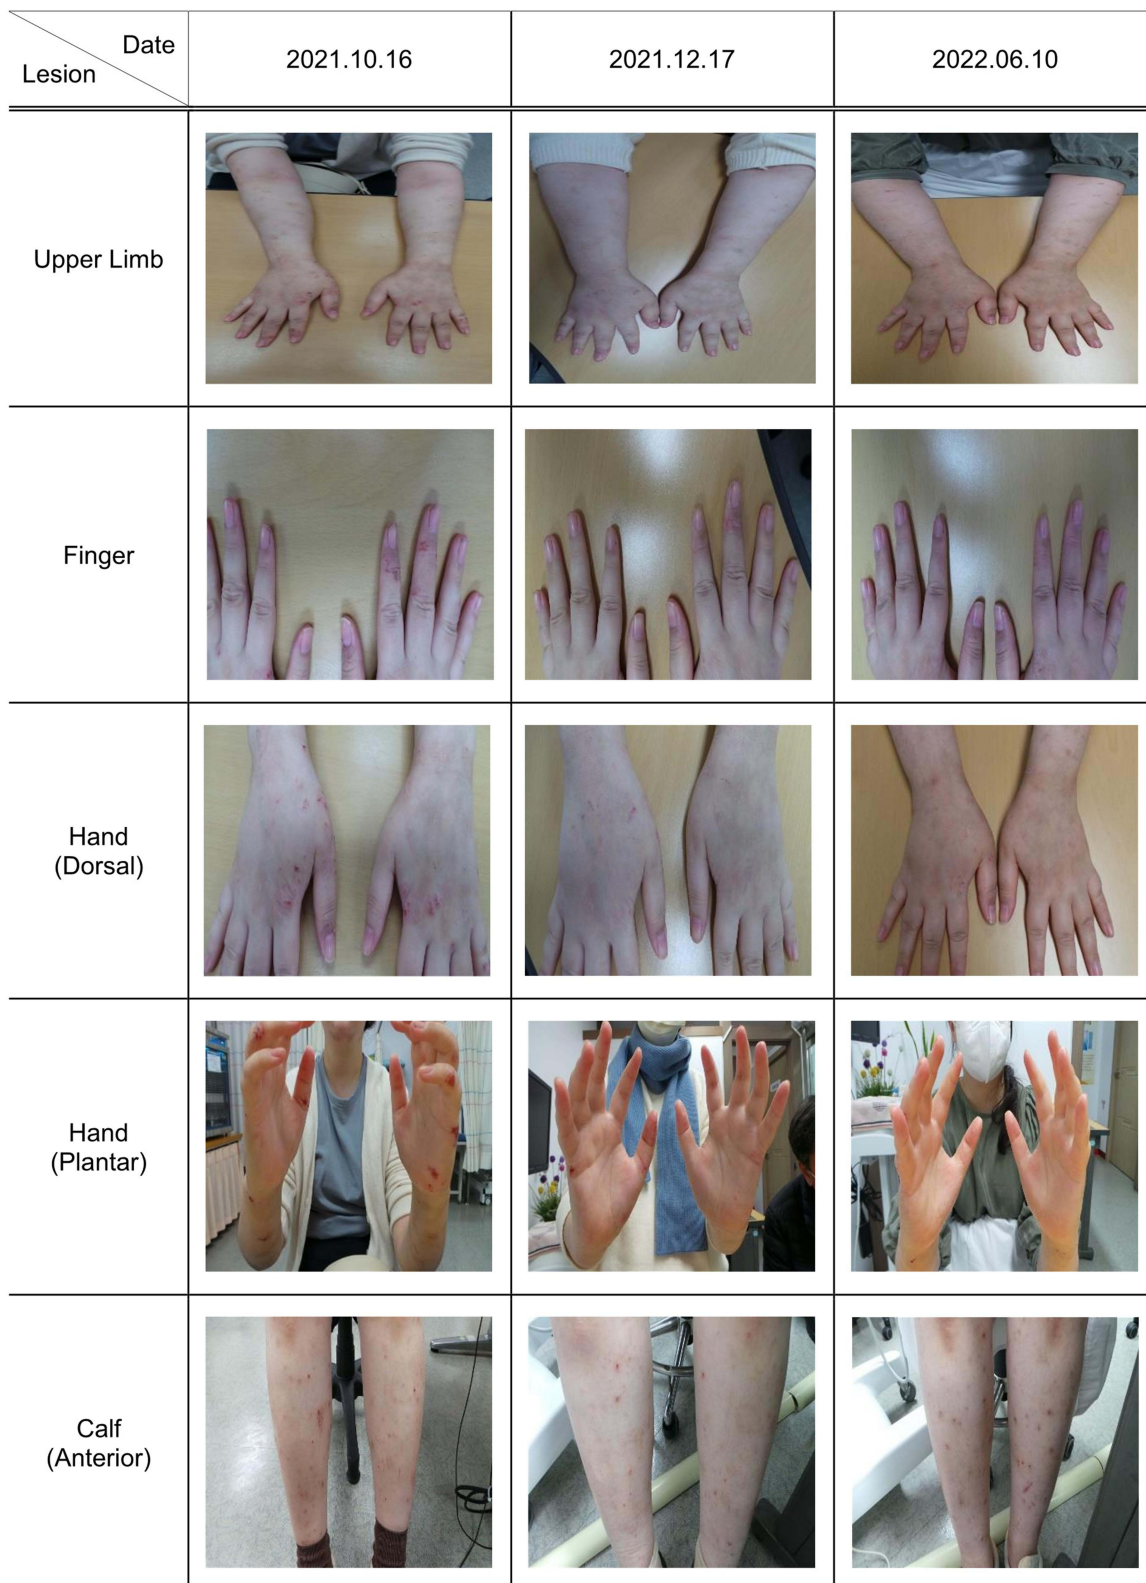 Date
Lesion
2021.10.16
2021.12.17
2022.06.10
Upper Limb
Finger
Hand
(Dorsal)
Hand
(Plantar)
Calf
(Anterior)